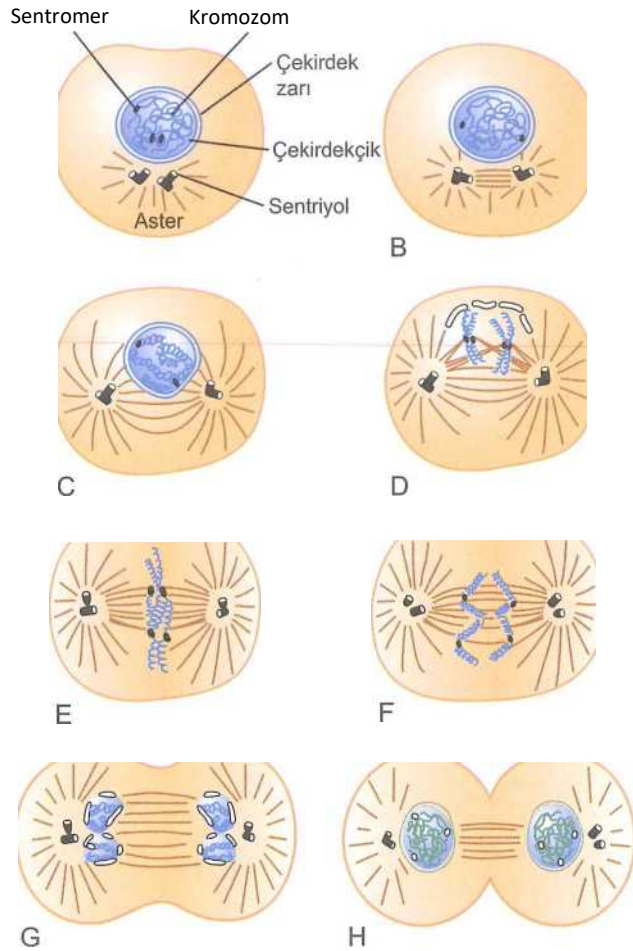 Sentromer
Kromozom
Çekirdek
zarı
Çekirdekçik
Sentriyol
Aster
B
C
D
E
F
G
H